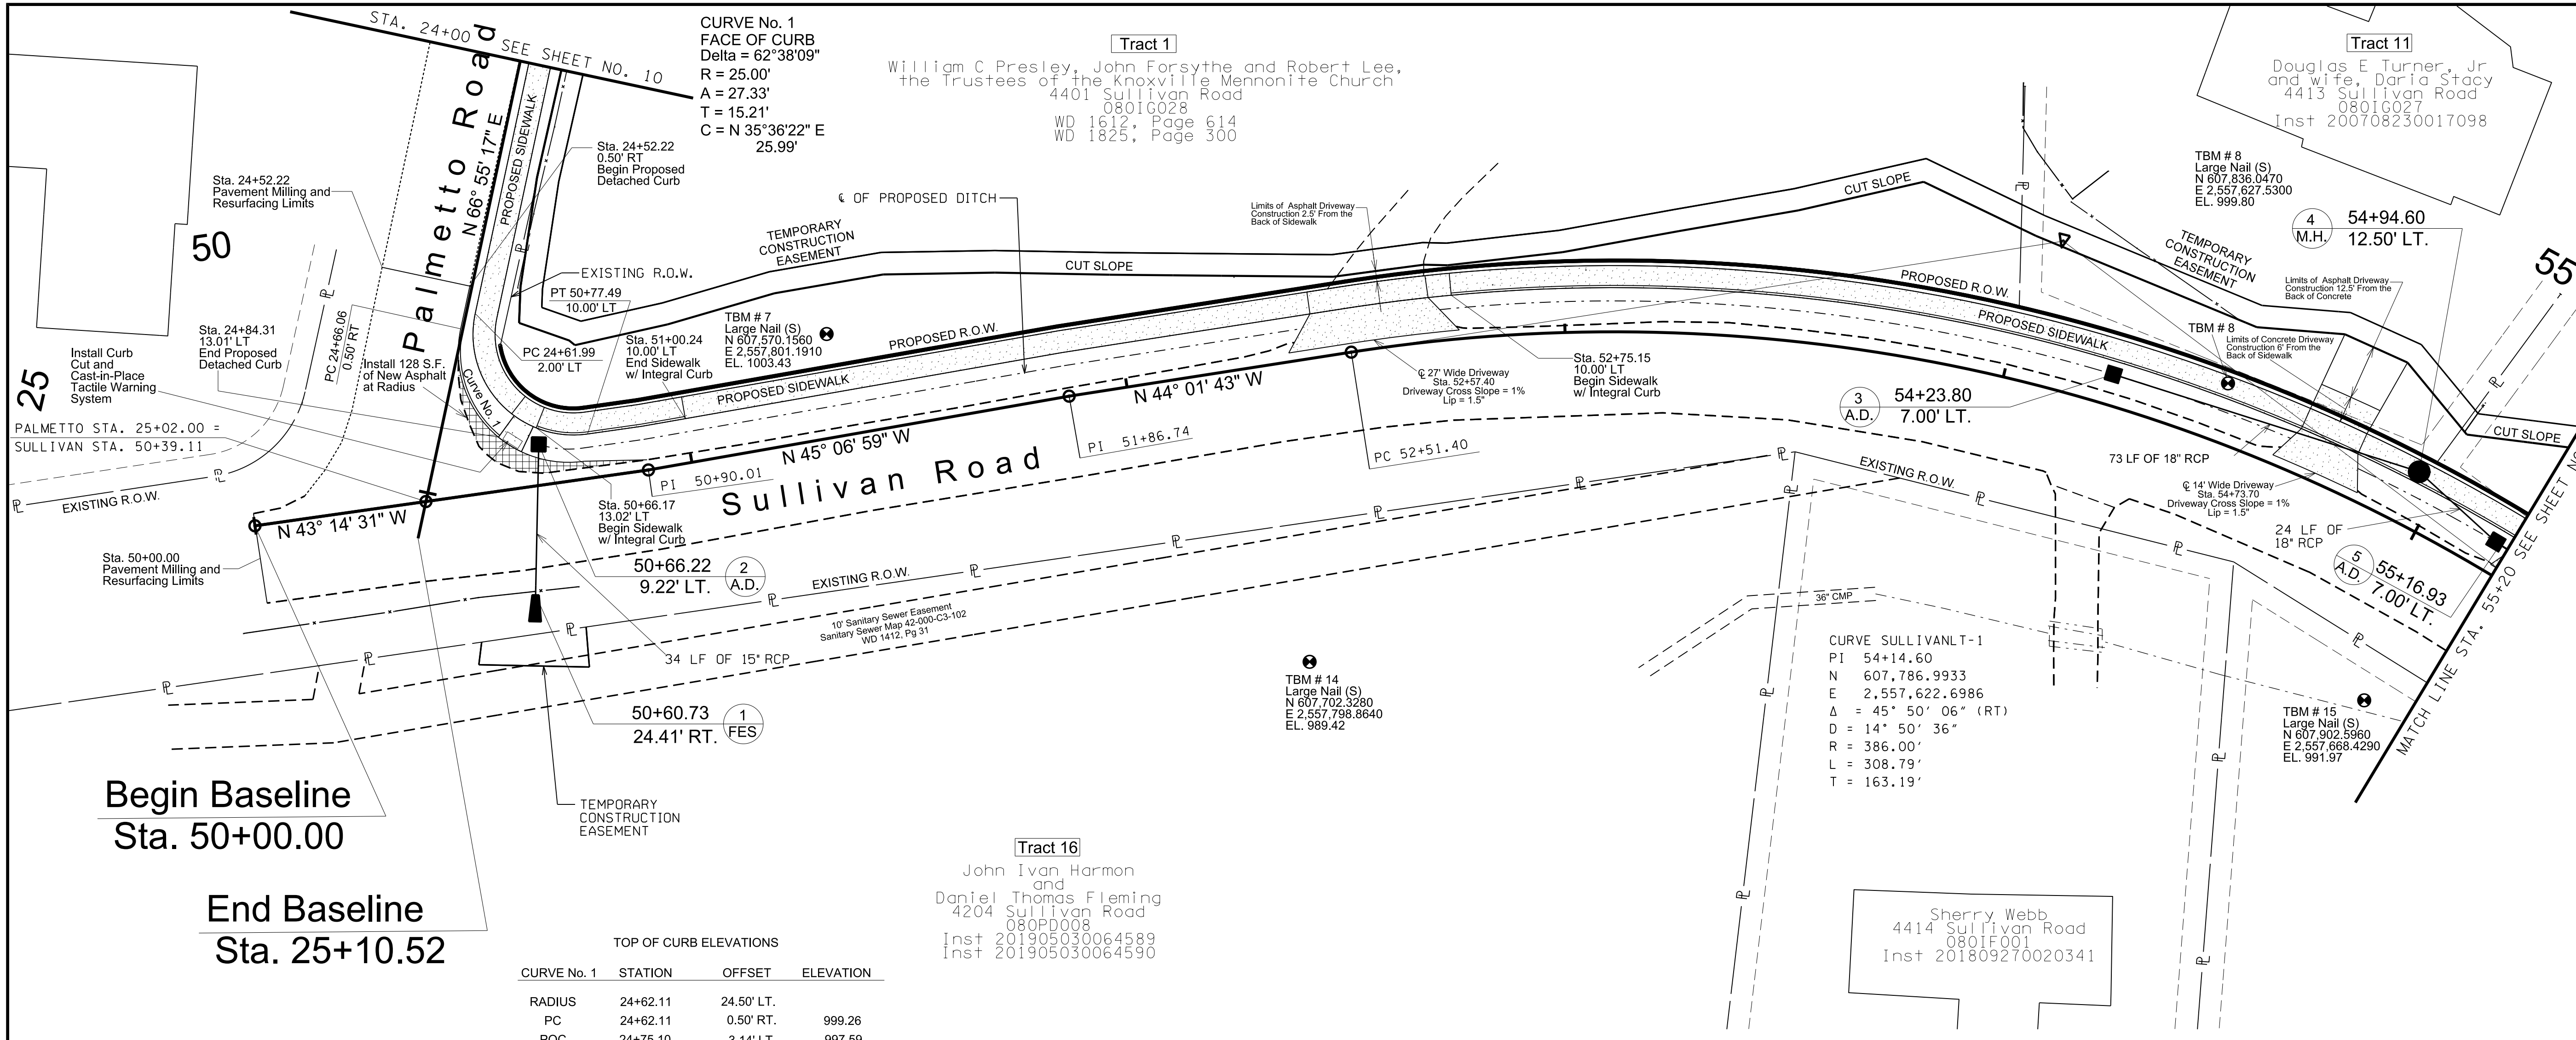 STA. 24+00 SEE SHEET NO. 10
Palmetto Road
N 66° 55' 17" E
PROPOSED SIDEWALK
CURVE No. 1
FACE OF CURB
Delta = 62°38'09"
R = 25.00'
A = 27.33'
T = 15.21'
C = N 35°36'22" E
25.99'
Tract 1
William C Presley, John Forsythe and Robert Lee,
the Trustees of the Knoxville Mennonite Church
4401 Sullivan Road
080IG028
WD 1612, Page 614
WD 1825, Page 300
Tract 11
Douglas E Turner, Jr
and wife, Daria Stacy
4413 Sullivan Road
080IG027
Inst 200708230017098
Sta. 24+52.22
0.50' RT
Begin Proposed
Detached Curb
Sta. 24+52.22
Pavement Milling and
Resurfacing Limits
50
25
℄ OF PROPOSED DITCH
TEMPORARY
CONSTRUCTION
EASEMENT
CUT SLOPE
Limits of Asphalt Driveway
Construction 2.5' From the
Back of Sidewalk
CUT SLOPE
TBM # 8
Large Nail (S)
N 607,836.0470
E 2,557,627.5300
EL. 999.80
4
M.H.
54+94.60
12.50' LT.
55
TEMPORARY
CONSTRUCTION
EASEMENT
Limits of Asphalt Driveway
Construction 12.5' From the
Back of Concrete
EXISTING R.O.W.
PT 50+77.49
10.00' LT
PC 24+61.99
2.00' LT
TBM # 7
Large Nail (S)
N 607,570.1560
E 2,557,801.1910
EL. 1003.43
PROPOSED R.O.W.
Sta. 51+00.24
10.00' LT
End Sidewalk
w/ Integral Curb
PROPOSED SIDEWALK
PROPOSED R.O.W.
PROPOSED SIDEWALK
TBM # 8
Limits of Concrete Driveway
Construction 6' From the
Back of Sidewalk
Sta. 24+84.31
13.01' LT
End Proposed
Detached Curb
PC 24+66.06
0.50' RT
Install 128 S.F.
of New Asphalt
at Radius
Install Curb
Cut and
Cast-in-Place
Tactile Warning
System
Curve No. 1
PALMETTO STA. 25+02.00 =
SULLIVAN STA. 50+39.11
℄ 27' Wide Driveway
Sta. 52+57.40
Driveway Cross Slope = 1%
Lip = 1.5"
Sta. 52+75.15
10.00' LT
Begin Sidewalk
w/ Integral Curb
3
A.D.
54+23.80
7.00' LT.
CUT SLOPE
N 43° 14' 31" W
PI 50+90.01
N 45° 06' 59" W
PI 51+86.74
N 44° 01' 43" W
PC 52+51.40
Sullivan Road
EXISTING R.O.W.
EXISTING R.O.W.
73 LF OF 18" RCP
℄ 14' Wide Driveway
Sta. 54+73.70
Driveway Cross Slope = 1%
Lip = 1.5"
24 LF OF
18" RCP
5
A.D.
55+16.93
7.00' LT.
MATCH LINE STA. 55+20 SEE SHEET NO.
Sta. 50+66.17
13.02' LT
Begin Sidewalk
w/ Integral Curb
Sta. 50+00.00
Pavement Milling and
Resurfacing Limits
50+66.22
9.22' LT.
2
A.D.
EXISTING R.O.W.
10' Sanitary Sewer Easement
Sanitary Sewer Map 42-000-C3-102
WD 1412, Pg 31
34 LF OF 15" RCP
50+60.73
24.41' RT.
1
FES
36" CMP
TBM # 14
Large Nail (S)
N 607,702.3280
E 2,557,798.8640
EL. 989.42
CURVE SULLIVANLT-1
PI 54+14.60
N 607,786.9933
E 2,557,622.6986
Δ = 45° 50' 06" (RT)
D = 14° 50' 36"
R = 386.00'
L = 308.79'
T = 163.19'
TBM # 15
Large Nail (S)
N 607,902.5960
E 2,557,668.4290
EL. 991.97
Begin Baseline
Sta. 50+00.00
TEMPORARY
CONSTRUCTION
EASEMENT
End Baseline
Sta. 25+10.52
Tract 16
John Ivan Harmon
and
Daniel Thomas Fleming
4204 Sullivan Road
080PD008
Inst 201905030064589
Inst 201905030064590
Sherry Webb
4414 Sullivan Road
080IF001
Inst 201809270020341
TOP OF CURB ELEVATIONS
CURVE No. 1 STATION OFFSET ELEVATION
RADIUS 24+62.11 24.50' LT.
PC 24+62.11 0.50' RT. 999.26
POC 24+75.10 3.14' LT. 997.59